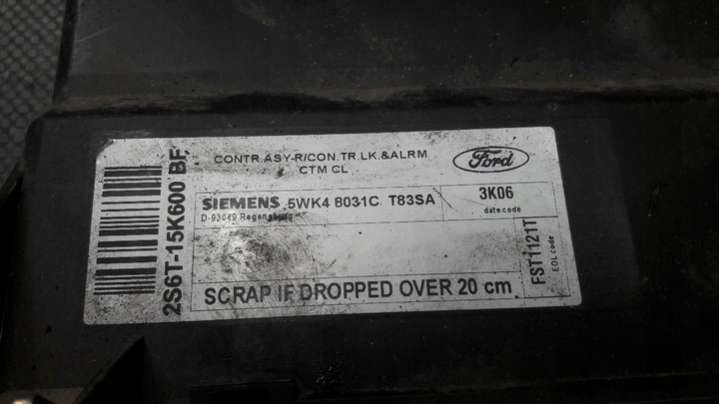 CONTR.ASY-R/CON.TR.LK.&ALRM
CTM CL
Ford
SIEMENS 5WK4 8031C T83SA
D-93049 Regensburg
3K06
date code
FST1121T
EOL code
SCRAP IF DROPPED OVER 20 cm
2S6T-15K600 BF